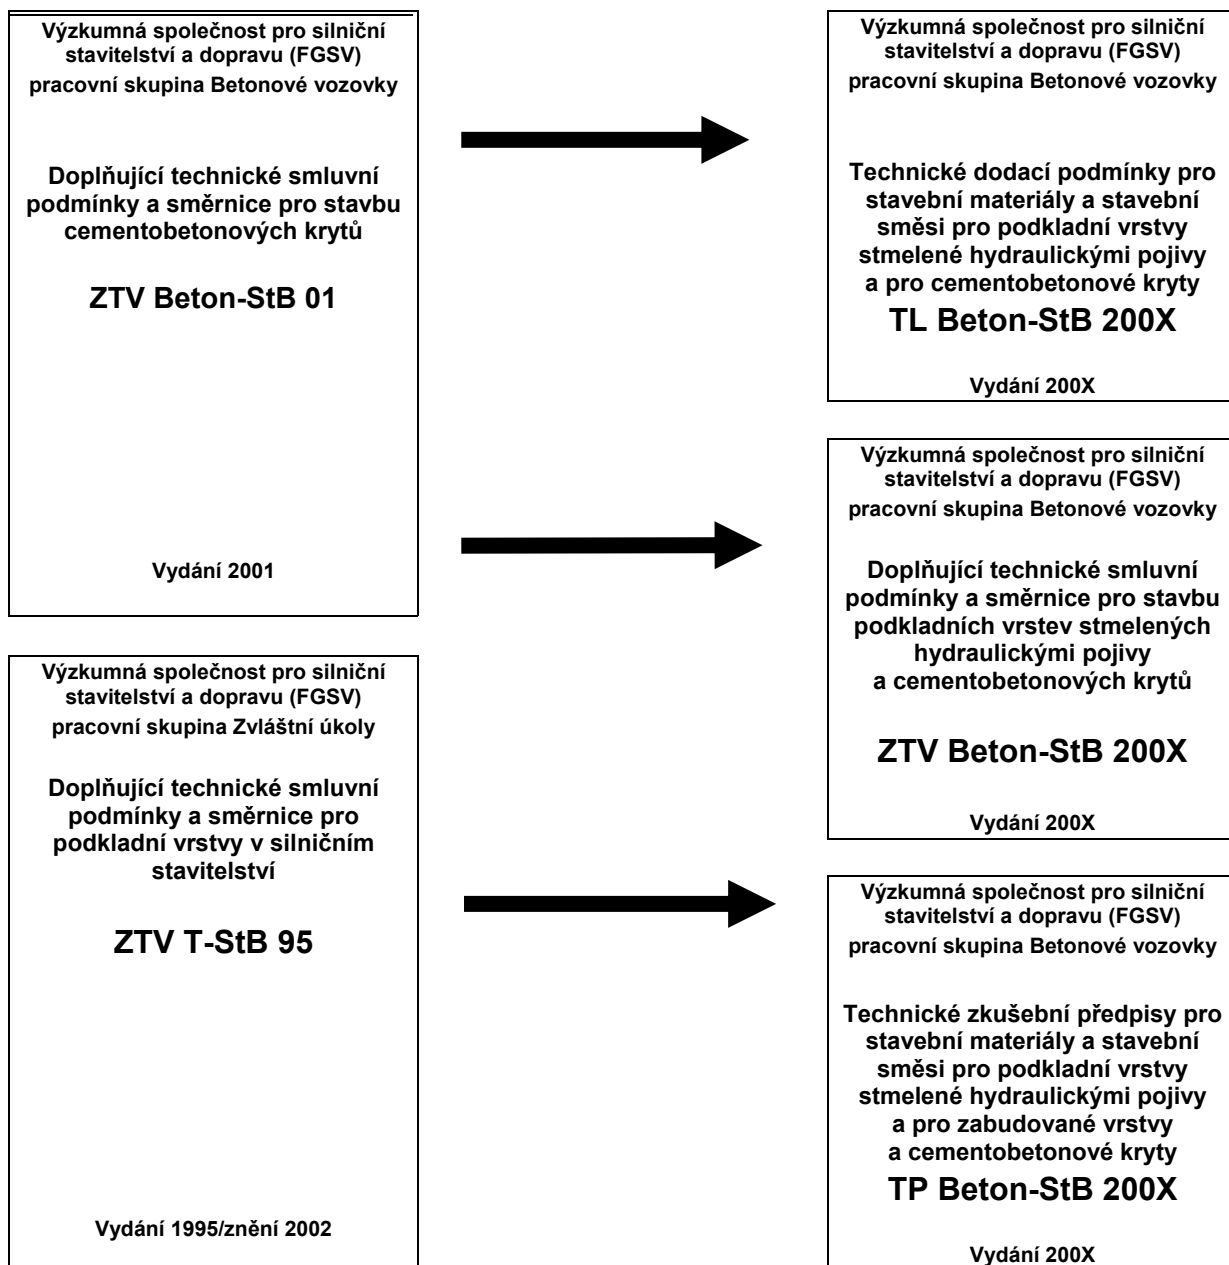 Výzkumná společnost pro silniční
stavitelství a dopravu (FGSV)
pracovní skupina Betonové vozovky
Doplňující technické smluvní
podmínky a směrnice pro stavbu
cementobetonových krytů
ZTV Beton-StB 01
Vydání 2001
Výzkumná společnost pro silniční
stavitelství a dopravu (FGSV)
pracovní skupina Zvláštní úkoly
Doplňující technické smluvní
podmínky a směrnice pro
podkladní vrstvy v silničním
stavitelství
ZTV T-StB 95
Vydání 1995/znění 2002
Výzkumná společnost pro silniční
stavitelství a dopravu (FGSV)
pracovní skupina Betonové vozovky
Technické dodací podmínky pro
stavební materiály a stavební
směsi pro podkladní vrstvy
stmelené hydraulickými pojivy
a pro cementobetonové kryty
TL Beton-StB 200X
Vydání 200X
Výzkumná společnost pro silniční
stavitelství a dopravu (FGSV)
pracovní skupina Betonové vozovky
Doplňující technické smluvní
podmínky a směrnice pro stavbu
podkladních vrstev stmelených
hydraulickými pojivy
a cementobetonových krytů
ZTV Beton-StB 200X
Vydání 200X
Výzkumná společnost pro silniční
stavitelství a dopravu (FGSV)
pracovní skupina Betonové vozovky
Technické zkušební předpisy pro
stavební materiály a stavební
směsi pro podkladní vrstvy
stmelené hydraulickými pojivy
a pro zabudované vrstvy
a cementobetonové kryty
TP Beton-StB 200X
Vydání 200X